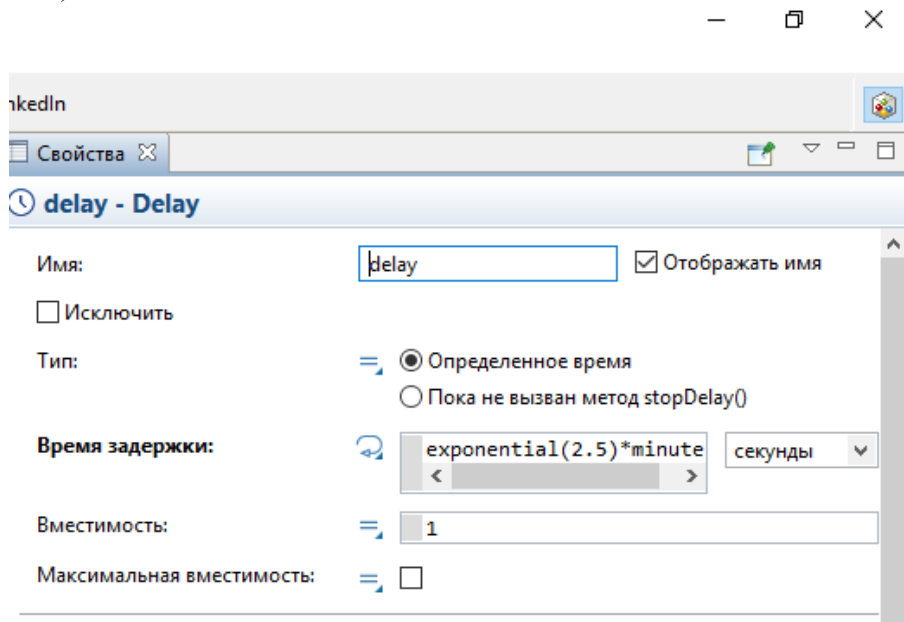 nkedIn
Свойства
delay - Delay
Имя: delay Отображать имя
Исключить
Тип: Определенное время
Пока не вызван метод stopDelay()
Время задержки: exponential(2.5)*minute секунды
Вместимость: 1
Максимальная вместимость: